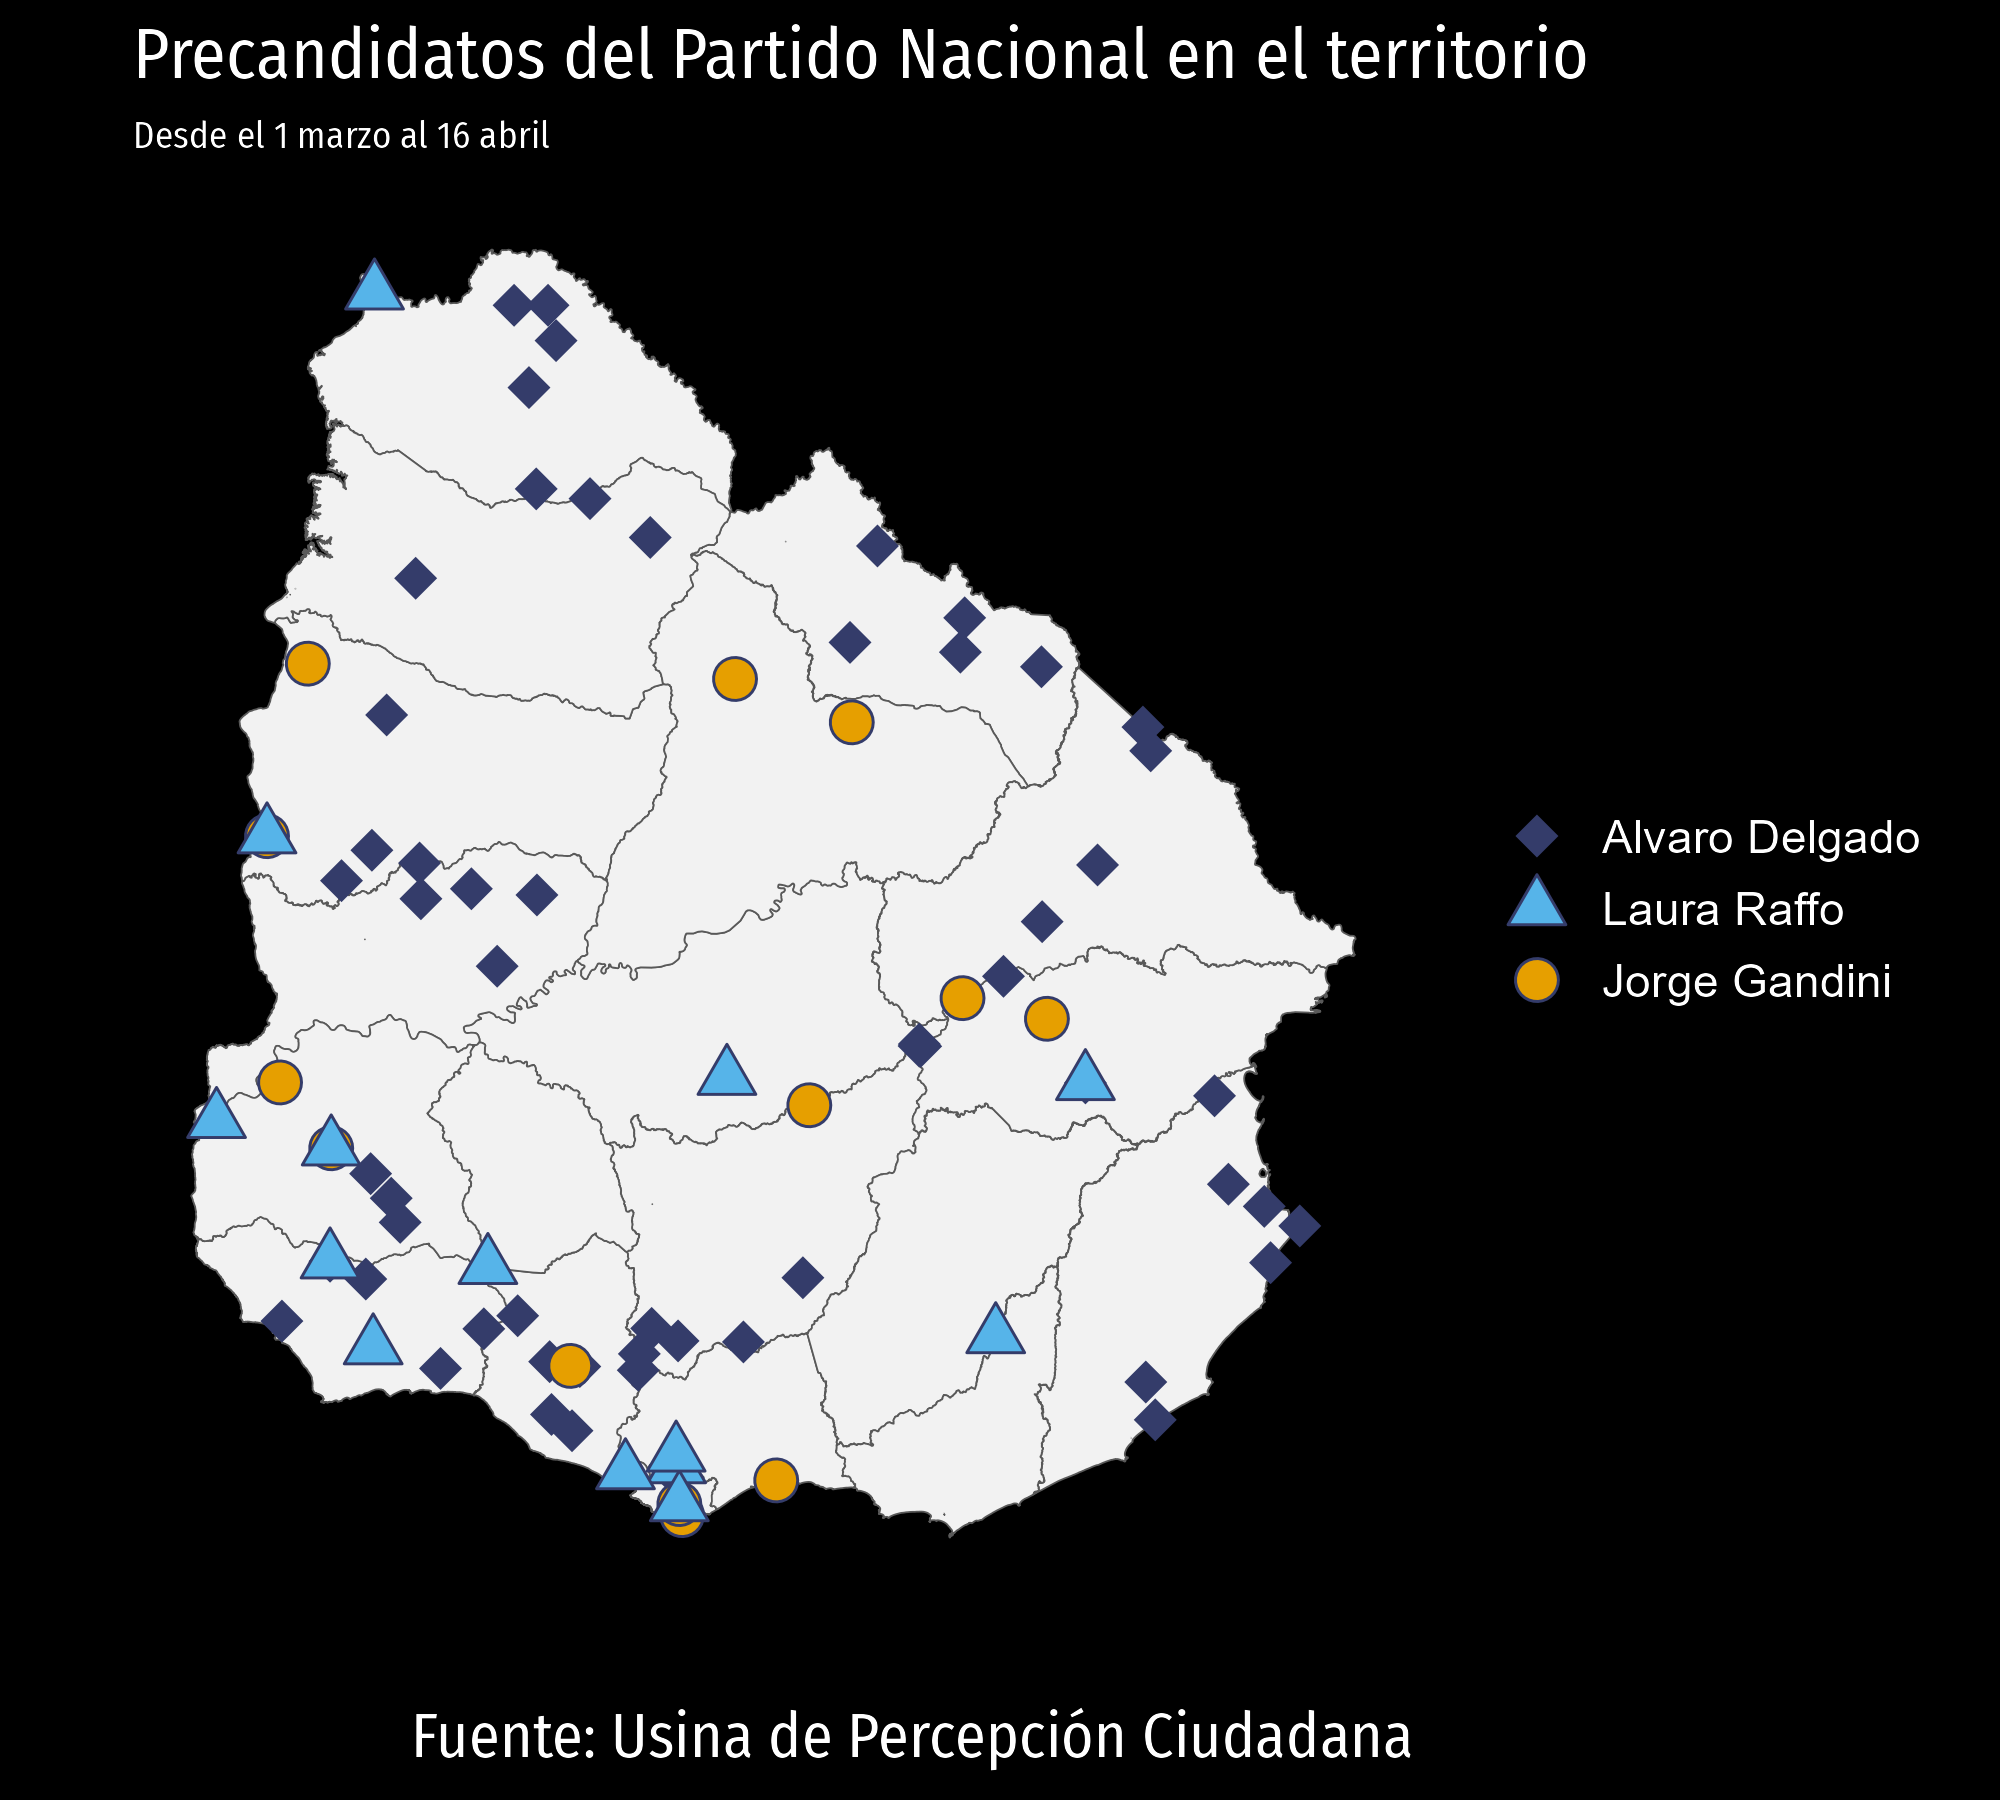 Precandidatos del Partido Nacional en el territorio
Desde el 1 marzo al 16 abril
Alvaro Delgado
Laura Raffo
Jorge Gandini
Fuente: Usina de Percepción Ciudadana